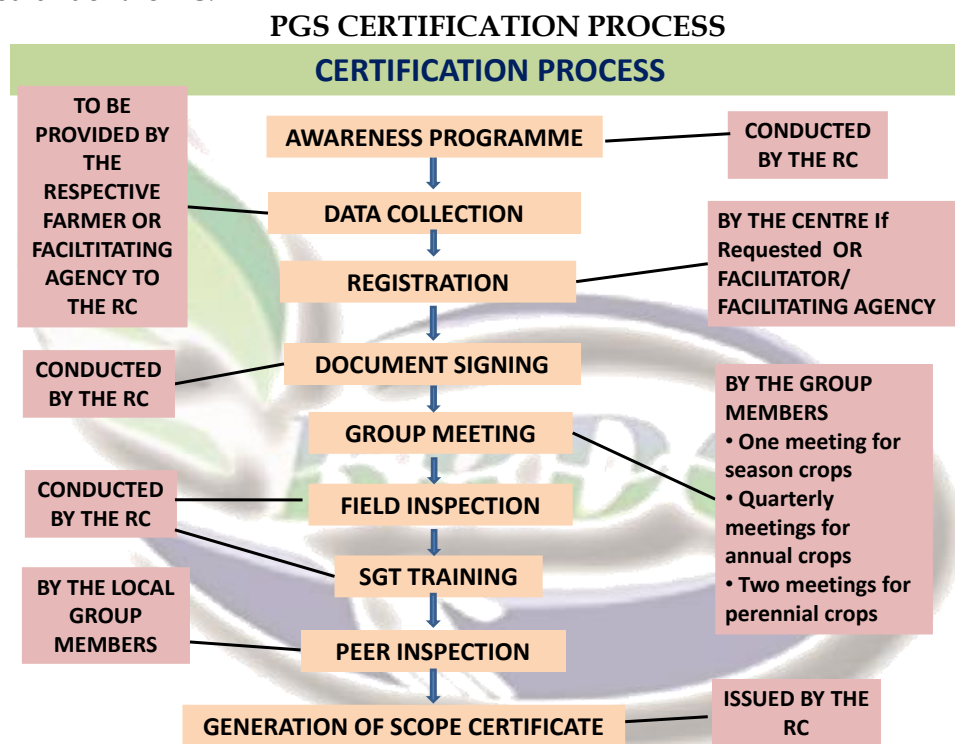 PGS CERTIFICATION PROCESS
CERTIFICATION PROCESS
TO BE
PROVIDED BY
THE
RESPECTIVE
FARMER OR
FACILTITATING
AGENCY TO
THE RC
AWARENESS PROGRAMME
CONDUCTED
BY THE RC
DATA COLLECTION
REGISTRATION
BY THE CENTRE If
Requested OR
FACILITATOR/
FACILITATING AGENCY
DOCUMENT SIGNING
CONDUCTED
BY THE RC
GROUP MEETING
BY THE GROUP
MEMBERS
• One meeting for
season crops
• Quarterly
meetings for
annual crops
• Two meetings for
perennial crops
FIELD INSPECTION
CONDUCTED
BY THE RC
SGT TRAINING
PEER INSPECTION
BY THE LOCAL
GROUP
MEMBERS
GENERATION OF SCOPE CERTIFICATE
ISSUED BY THE
RC